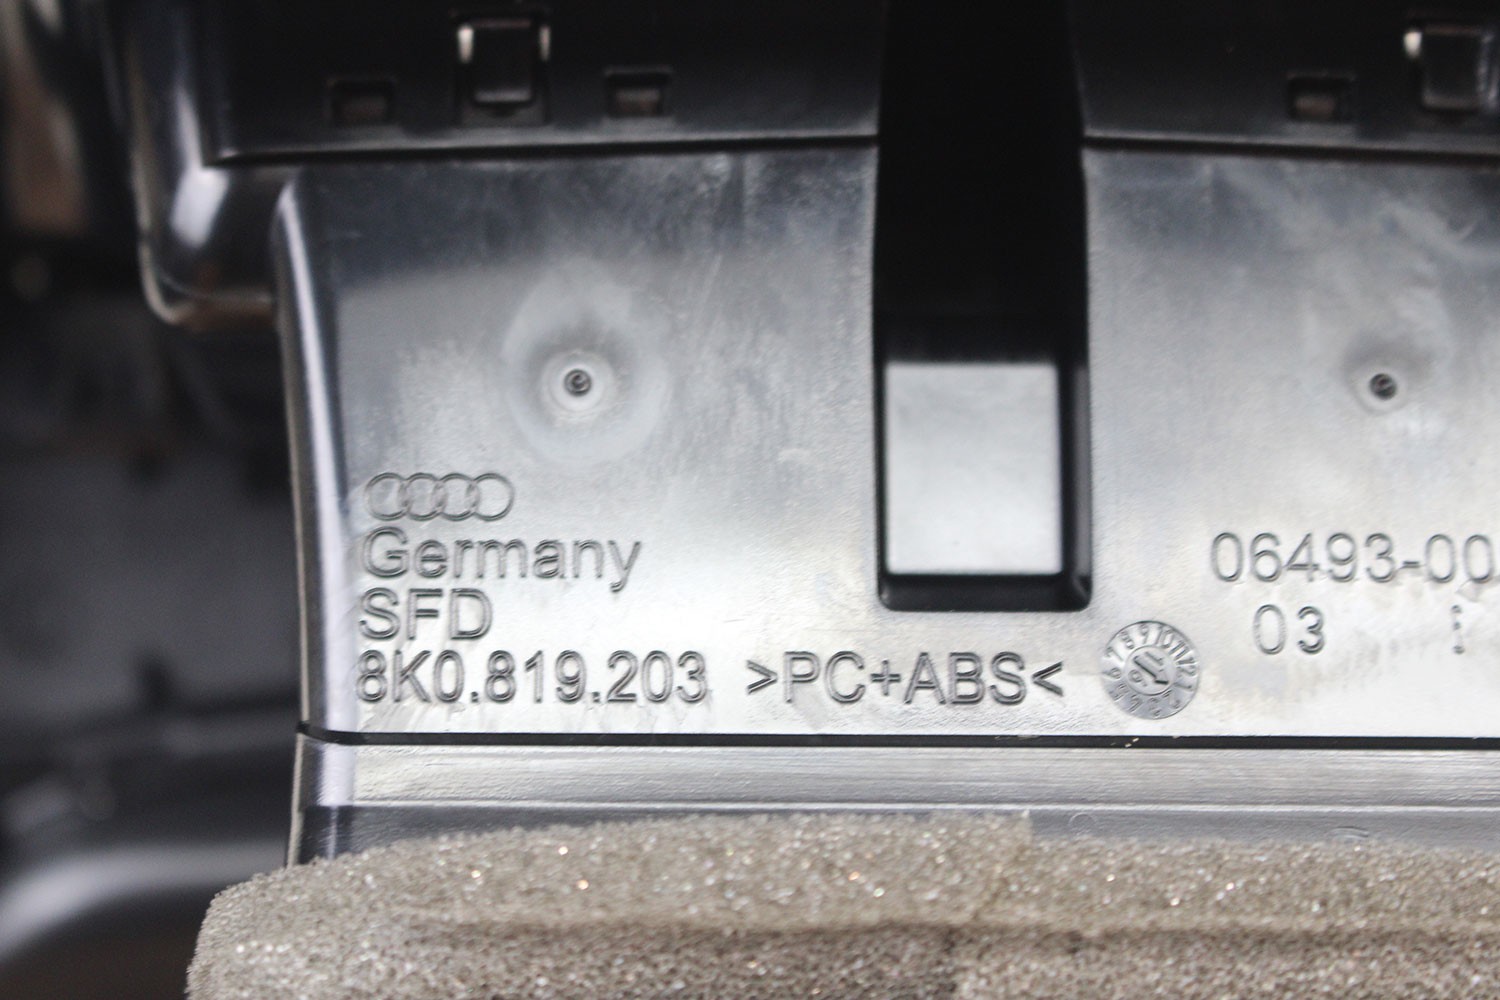 Germany
SFD
8K0.819.203 >PC+ABS<
06493-00
03